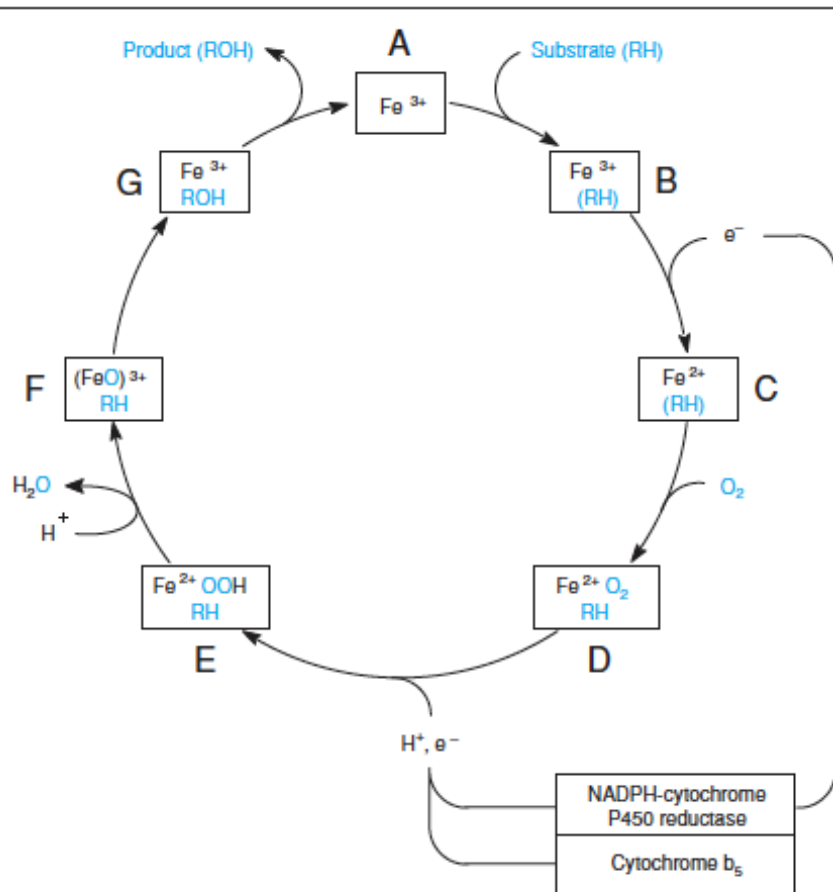 A
Product (ROH)
Substrate (RH)
Fe 3+
G
Fe 3+
ROH
Fe 3+
(RH)
B
e–
F
(FeO) 3+
RH
Fe 2+
(RH)
C
H2O
H+
O2
Fe 2+ OOH
RH
Fe 2+ O2
RH
E
D
H+, e–
NADPH-cytochrome
P450 reductase
Cytochrome b5